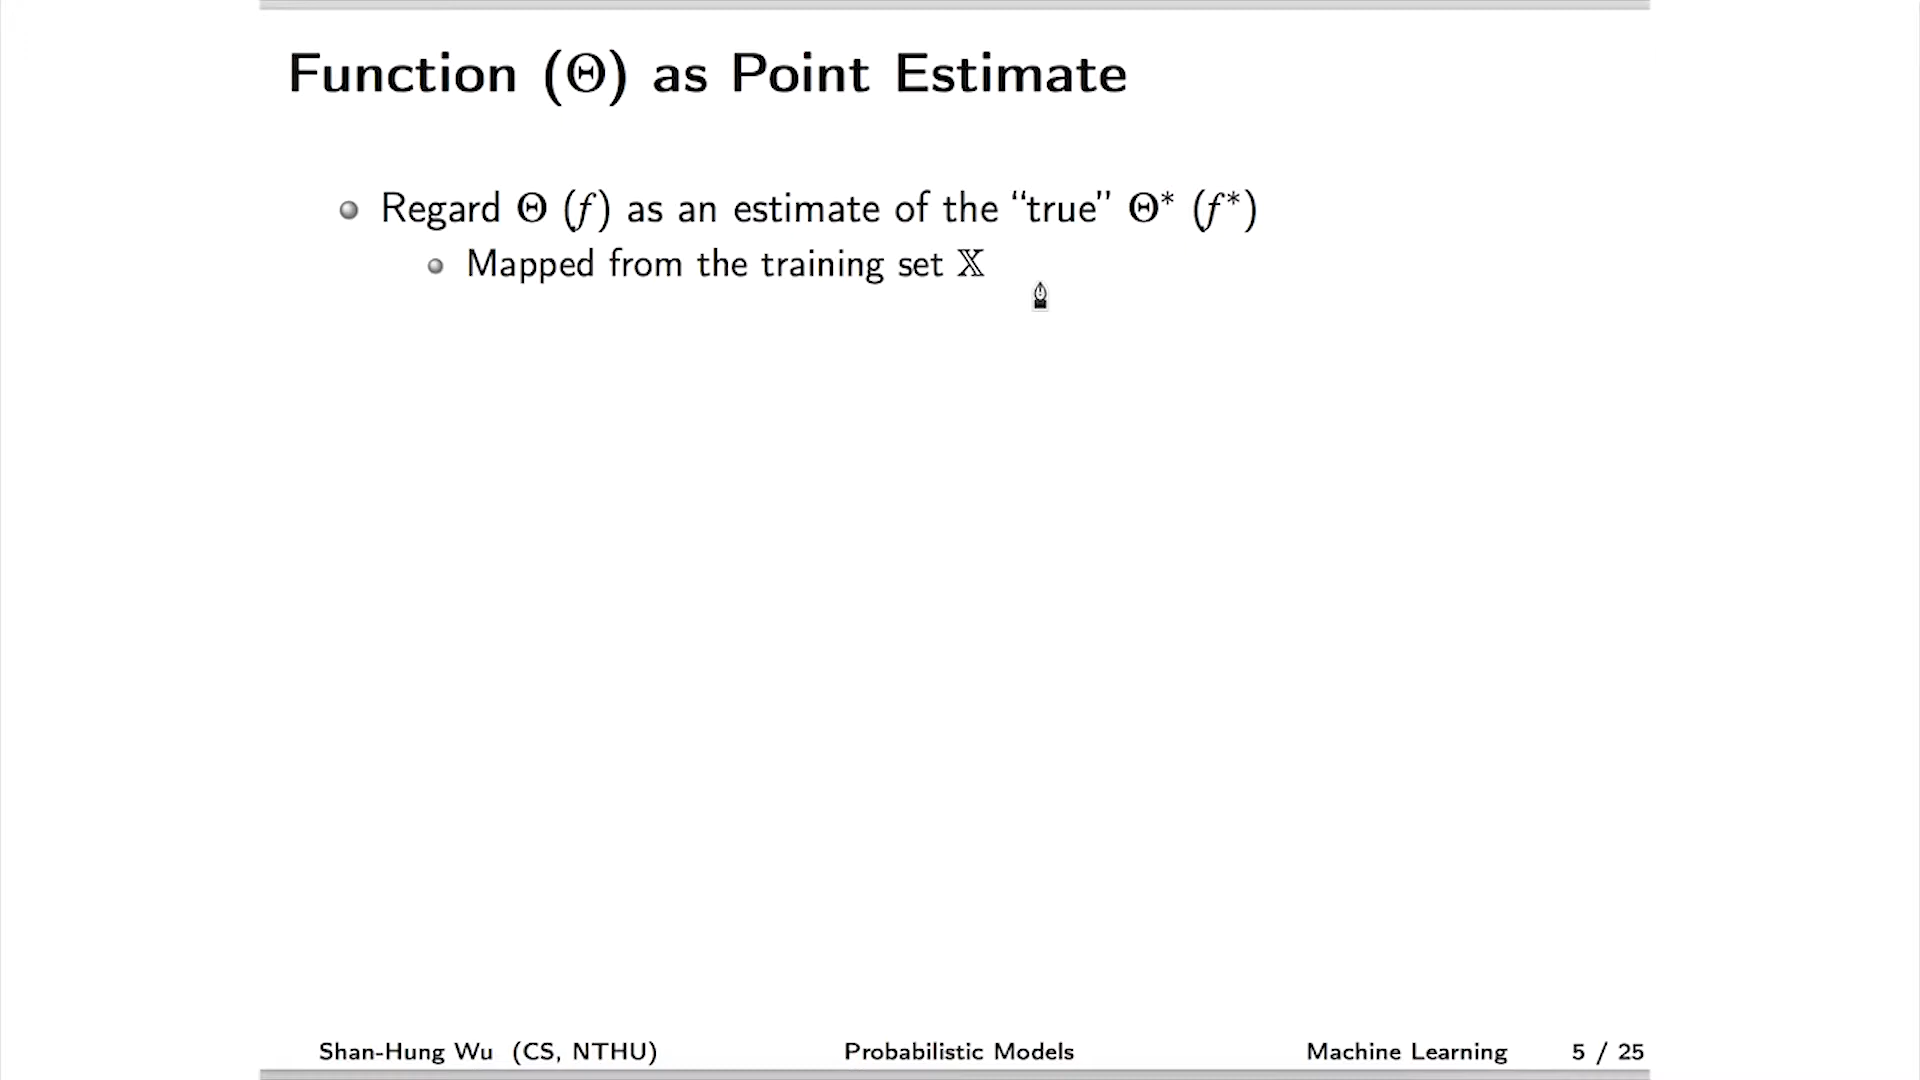 Function (Θ) as Point Estimate
Regard Θ (f) as an estimate of the “true” Θ* (f*)
Mapped from the training set 𝕏
Shan-Hung Wu (CS, NTHU) Probabilistic Models Machine Learning 5 / 25